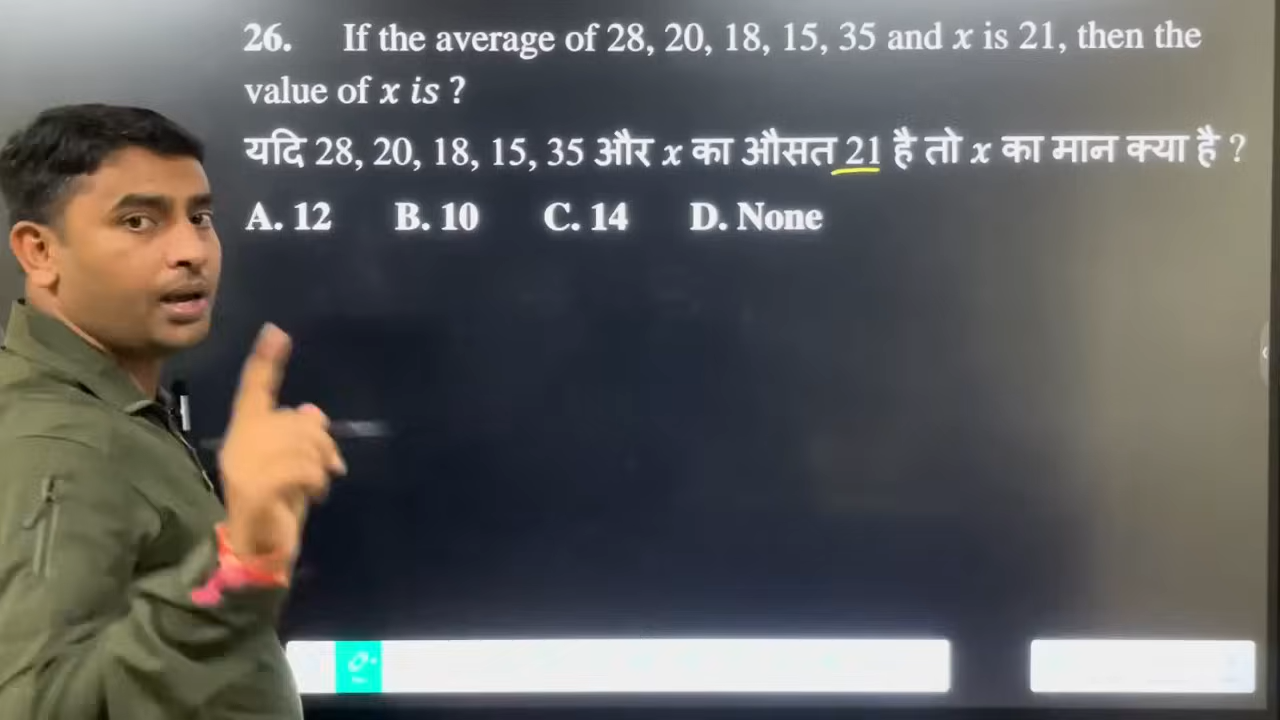 26. If the average of 28, 20, 18, 15, 35 and x is 21, then the
value of x is ?
यदि 28, 20, 18, 15, 35 और x का औसत 21 है तो x का मान क्या है ?
A. 12 B. 10 C. 14 D. None